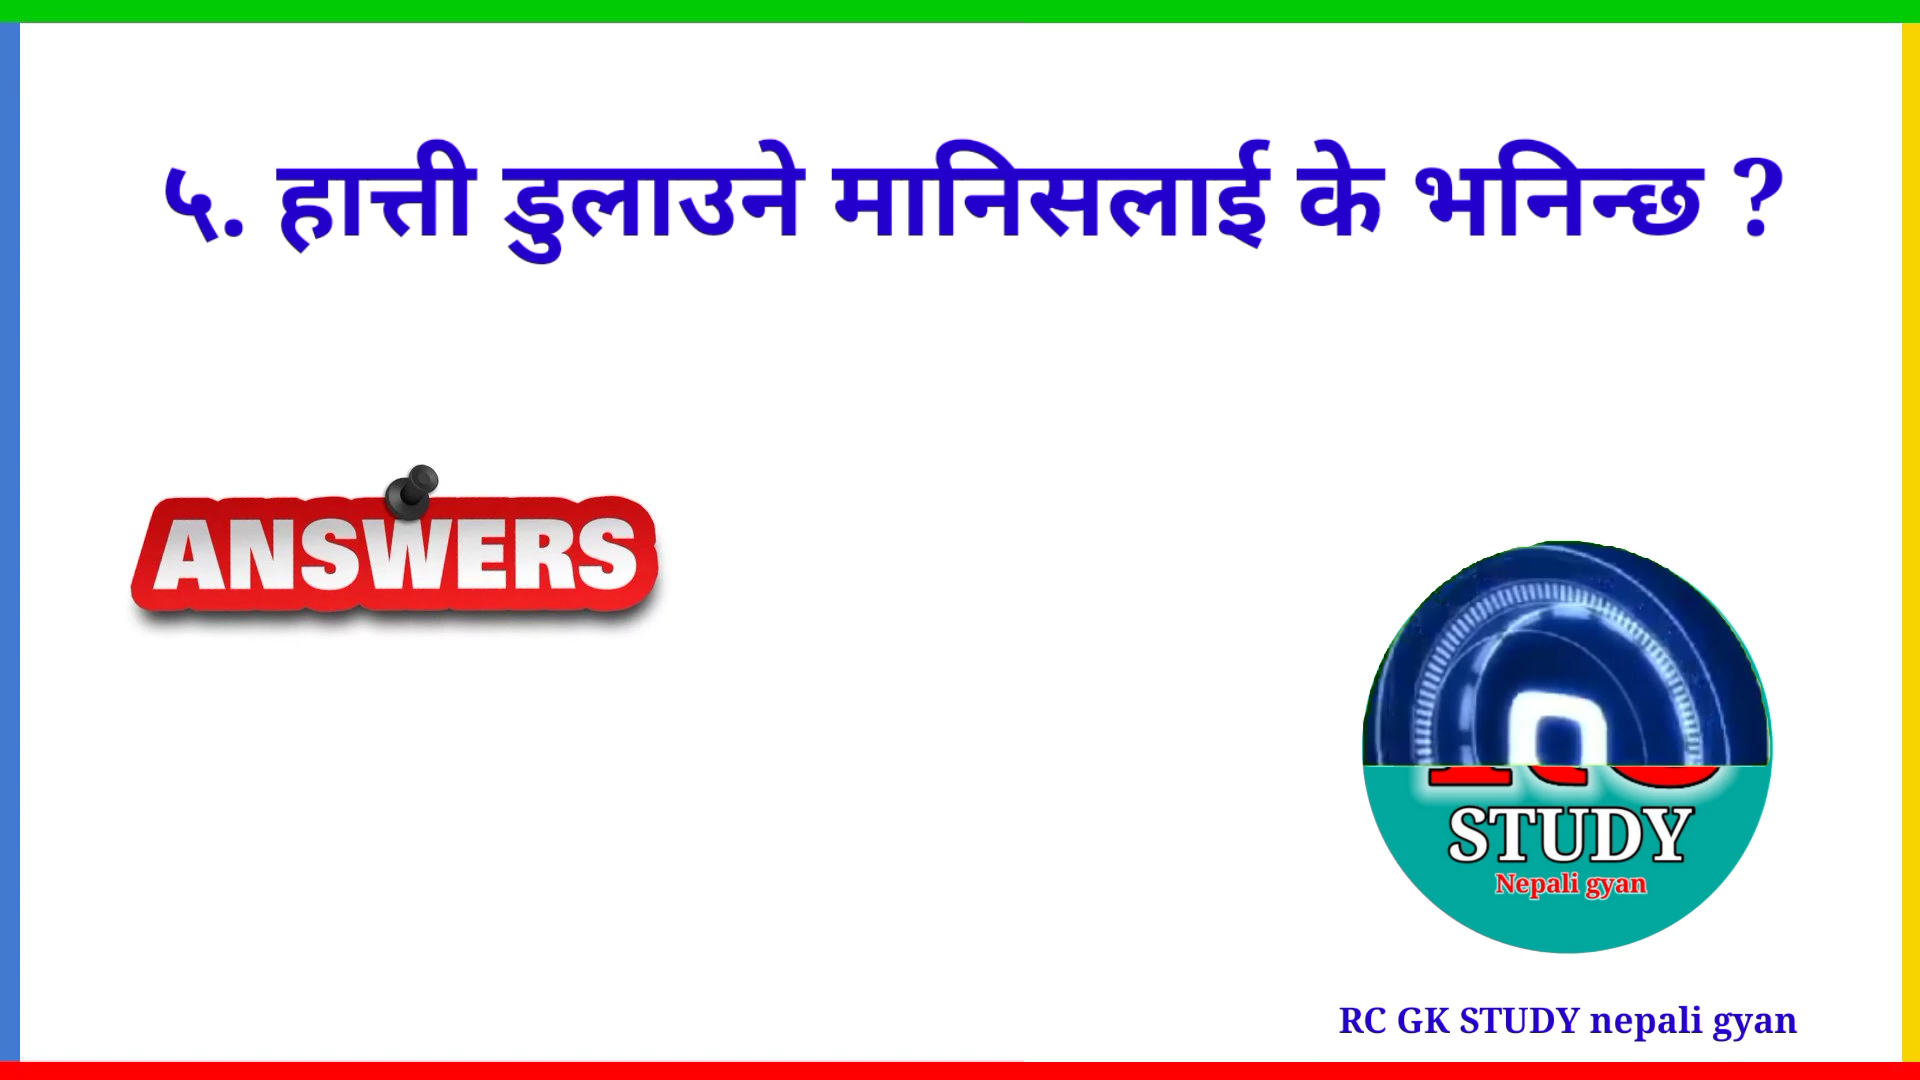 ५. हात्ती डुलाउने मानिसलाई के भनिन्छ ?
ANSWERS
STUDY
Nepali gyan
RC GK STUDY nepali gyan